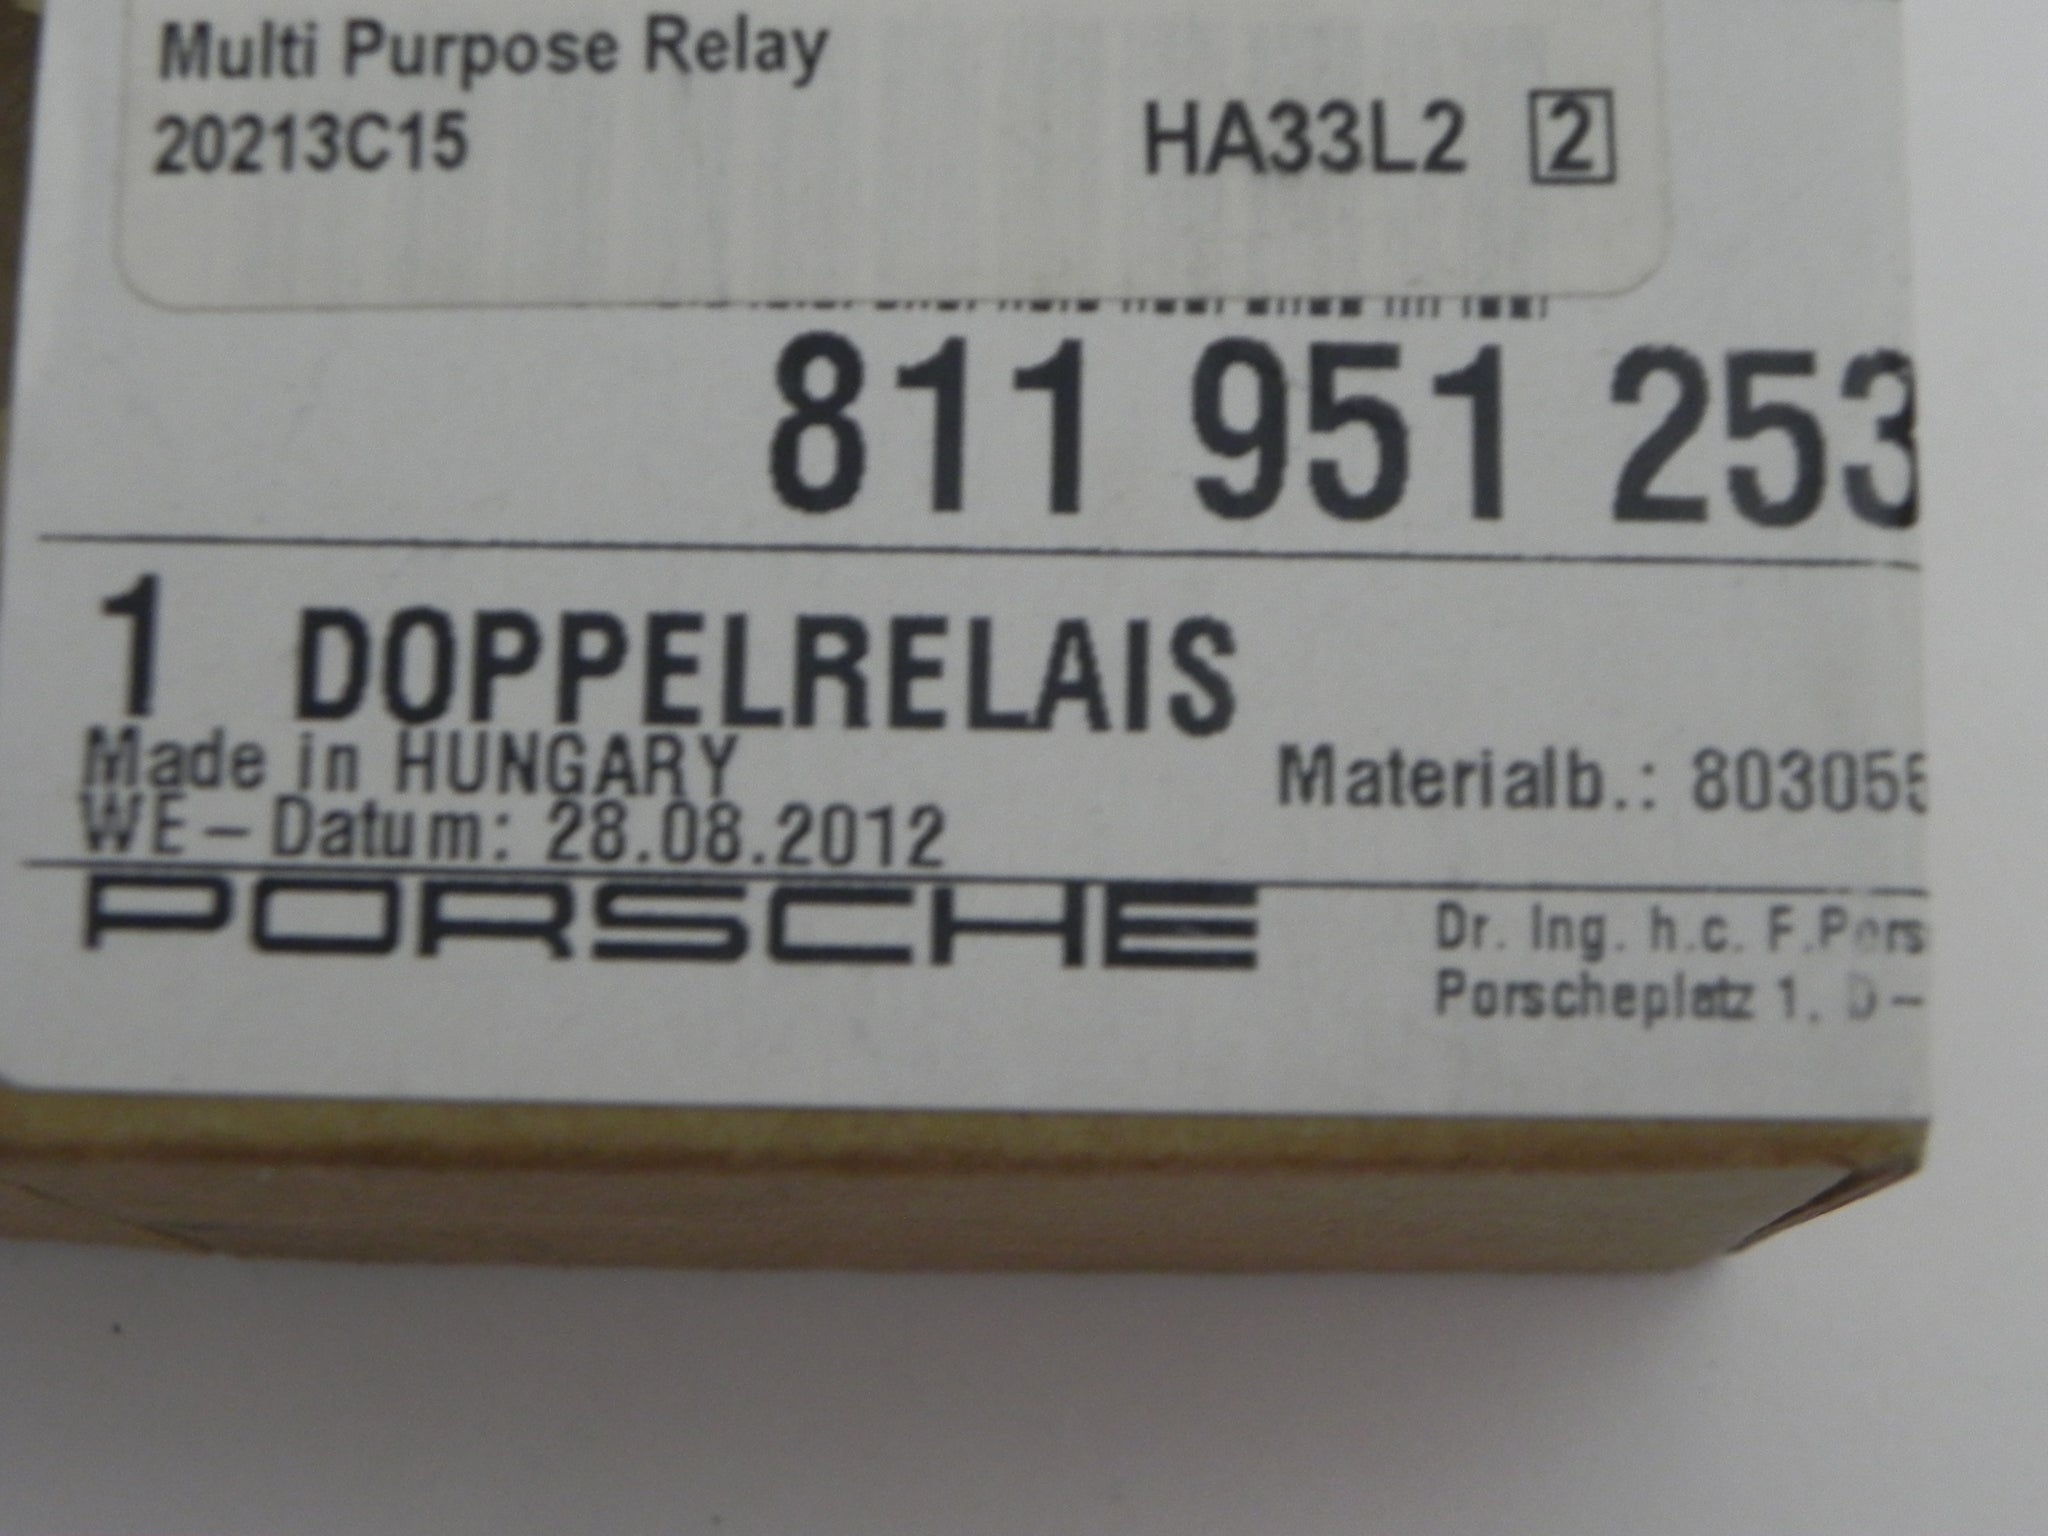 Multi Purpose Relay
20213C15
HA33L2 2
811 951 253
1 DOPPELRELAIS
Made in HUNGARY
Materialb.: 803055
WE-Datum: 28.08.2012
PORSCHE
Dr. Ing. h.c. F.Pors
Porscheplatz 1, D-